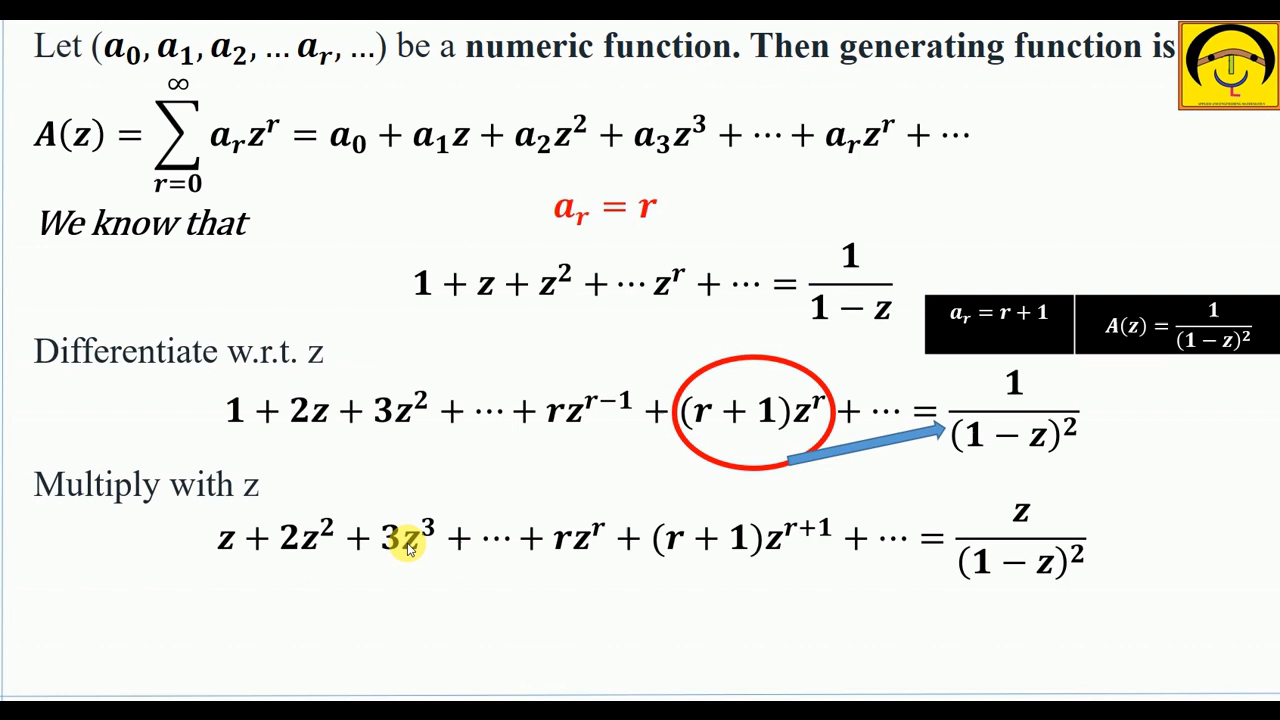 Let (a₀, a₁, a₂, … aᵣ, …) be a numeric function. Then generating function is
A(z) = ∑_{r=0}^{∞} aᵣzʳ = a₀ + a₁z + a₂z² + a₃z³ + ⋯ + aᵣzʳ + ⋯
We know that
aᵣ = r
1 + z + z² + ⋯ zʳ + ⋯ = 1/(1 − z)
aᵣ = r + 1 A(z) = 1/(1 − z)²
Differentiate w.r.t. z
1 + 2z + 3z² + ⋯ + rzʳ⁻¹ + (r + 1)zʳ + ⋯ = 1/(1 − z)²
Multiply with z
z + 2z² + 3z³ + ⋯ + rzʳ + (r + 1)zʳ⁺¹ + ⋯ = z/(1 − z)²